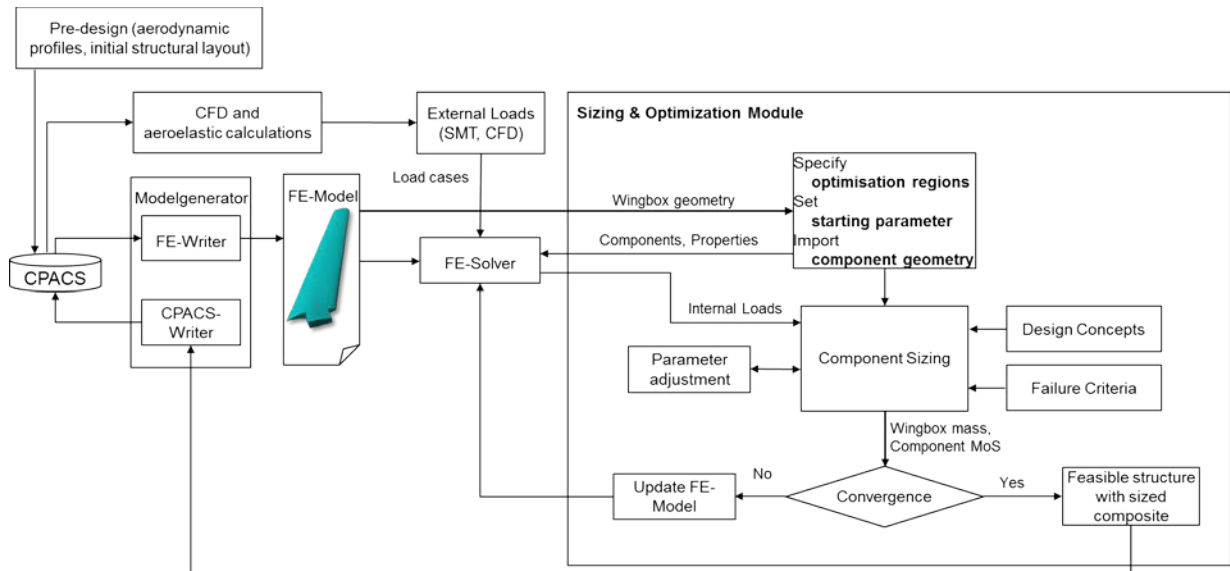 Pre-design (aerodynamic
profiles, initial structural layout)
CFD and
aeroelastic calculations
External Loads
(SMT, CFD)
Sizing & Optimization Module
Load cases
Modelgenerator
FE-Writer
CPACS-
Writer
CPACS
FE-Model
FE-Solver
Wingbox geometry
Components, Properties
Internal Loads
Specify
optimisation regions
Set
starting parameter
Import
component geometry
Component Sizing
Design Concepts
Failure Criteria
Parameter
adjustment
Wingbox mass,
Component MoS
Convergence
No
Yes
Update FE-
Model
Feasible structure
with sized
composite